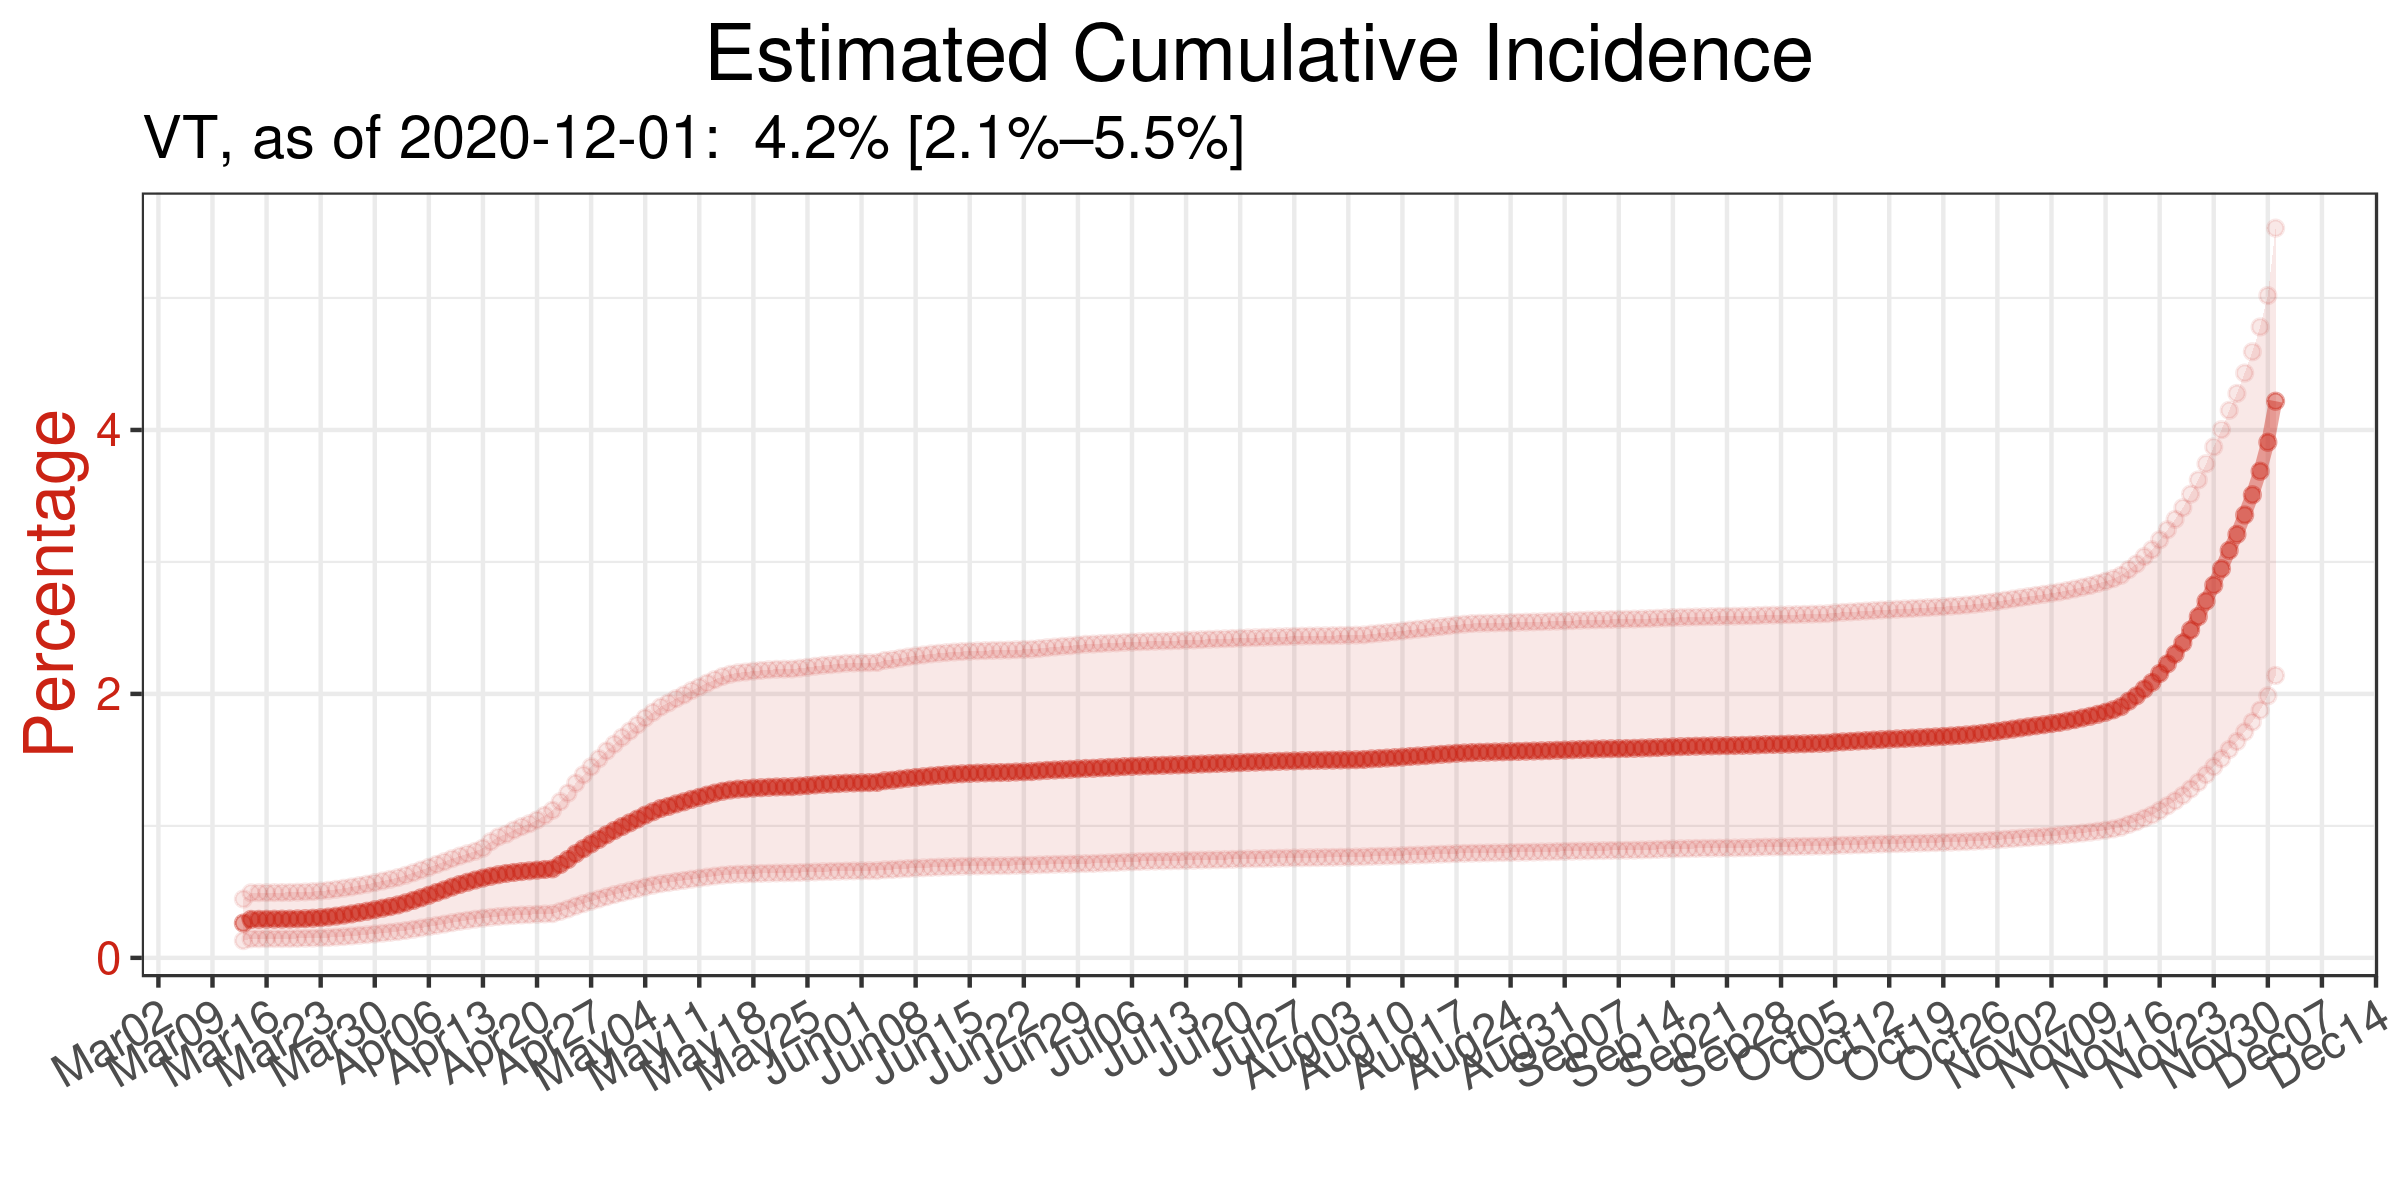 Estimated Cumulative Incidence
VT, as of 2020-12-01:  4.2% [2.1%–5.5%]
Percentage
4
2
0
Mar02
Mar09
Mar16
Mar23
Mar30
Apr06
Apr13
Apr20
Apr27
May04
May11
May18
May25
Jun01
Jun08
Jun15
Jun22
Jun29
Jul06
Jul13
Jul20
Jul27
Aug03
Aug10
Aug17
Aug24
Aug31
Sep07
Sep14
Sep21
Sep28
Oct05
Oct12
Oct19
Oct26
Nov02
Nov09
Nov16
Nov23
Nov30
Dec07
Dec14